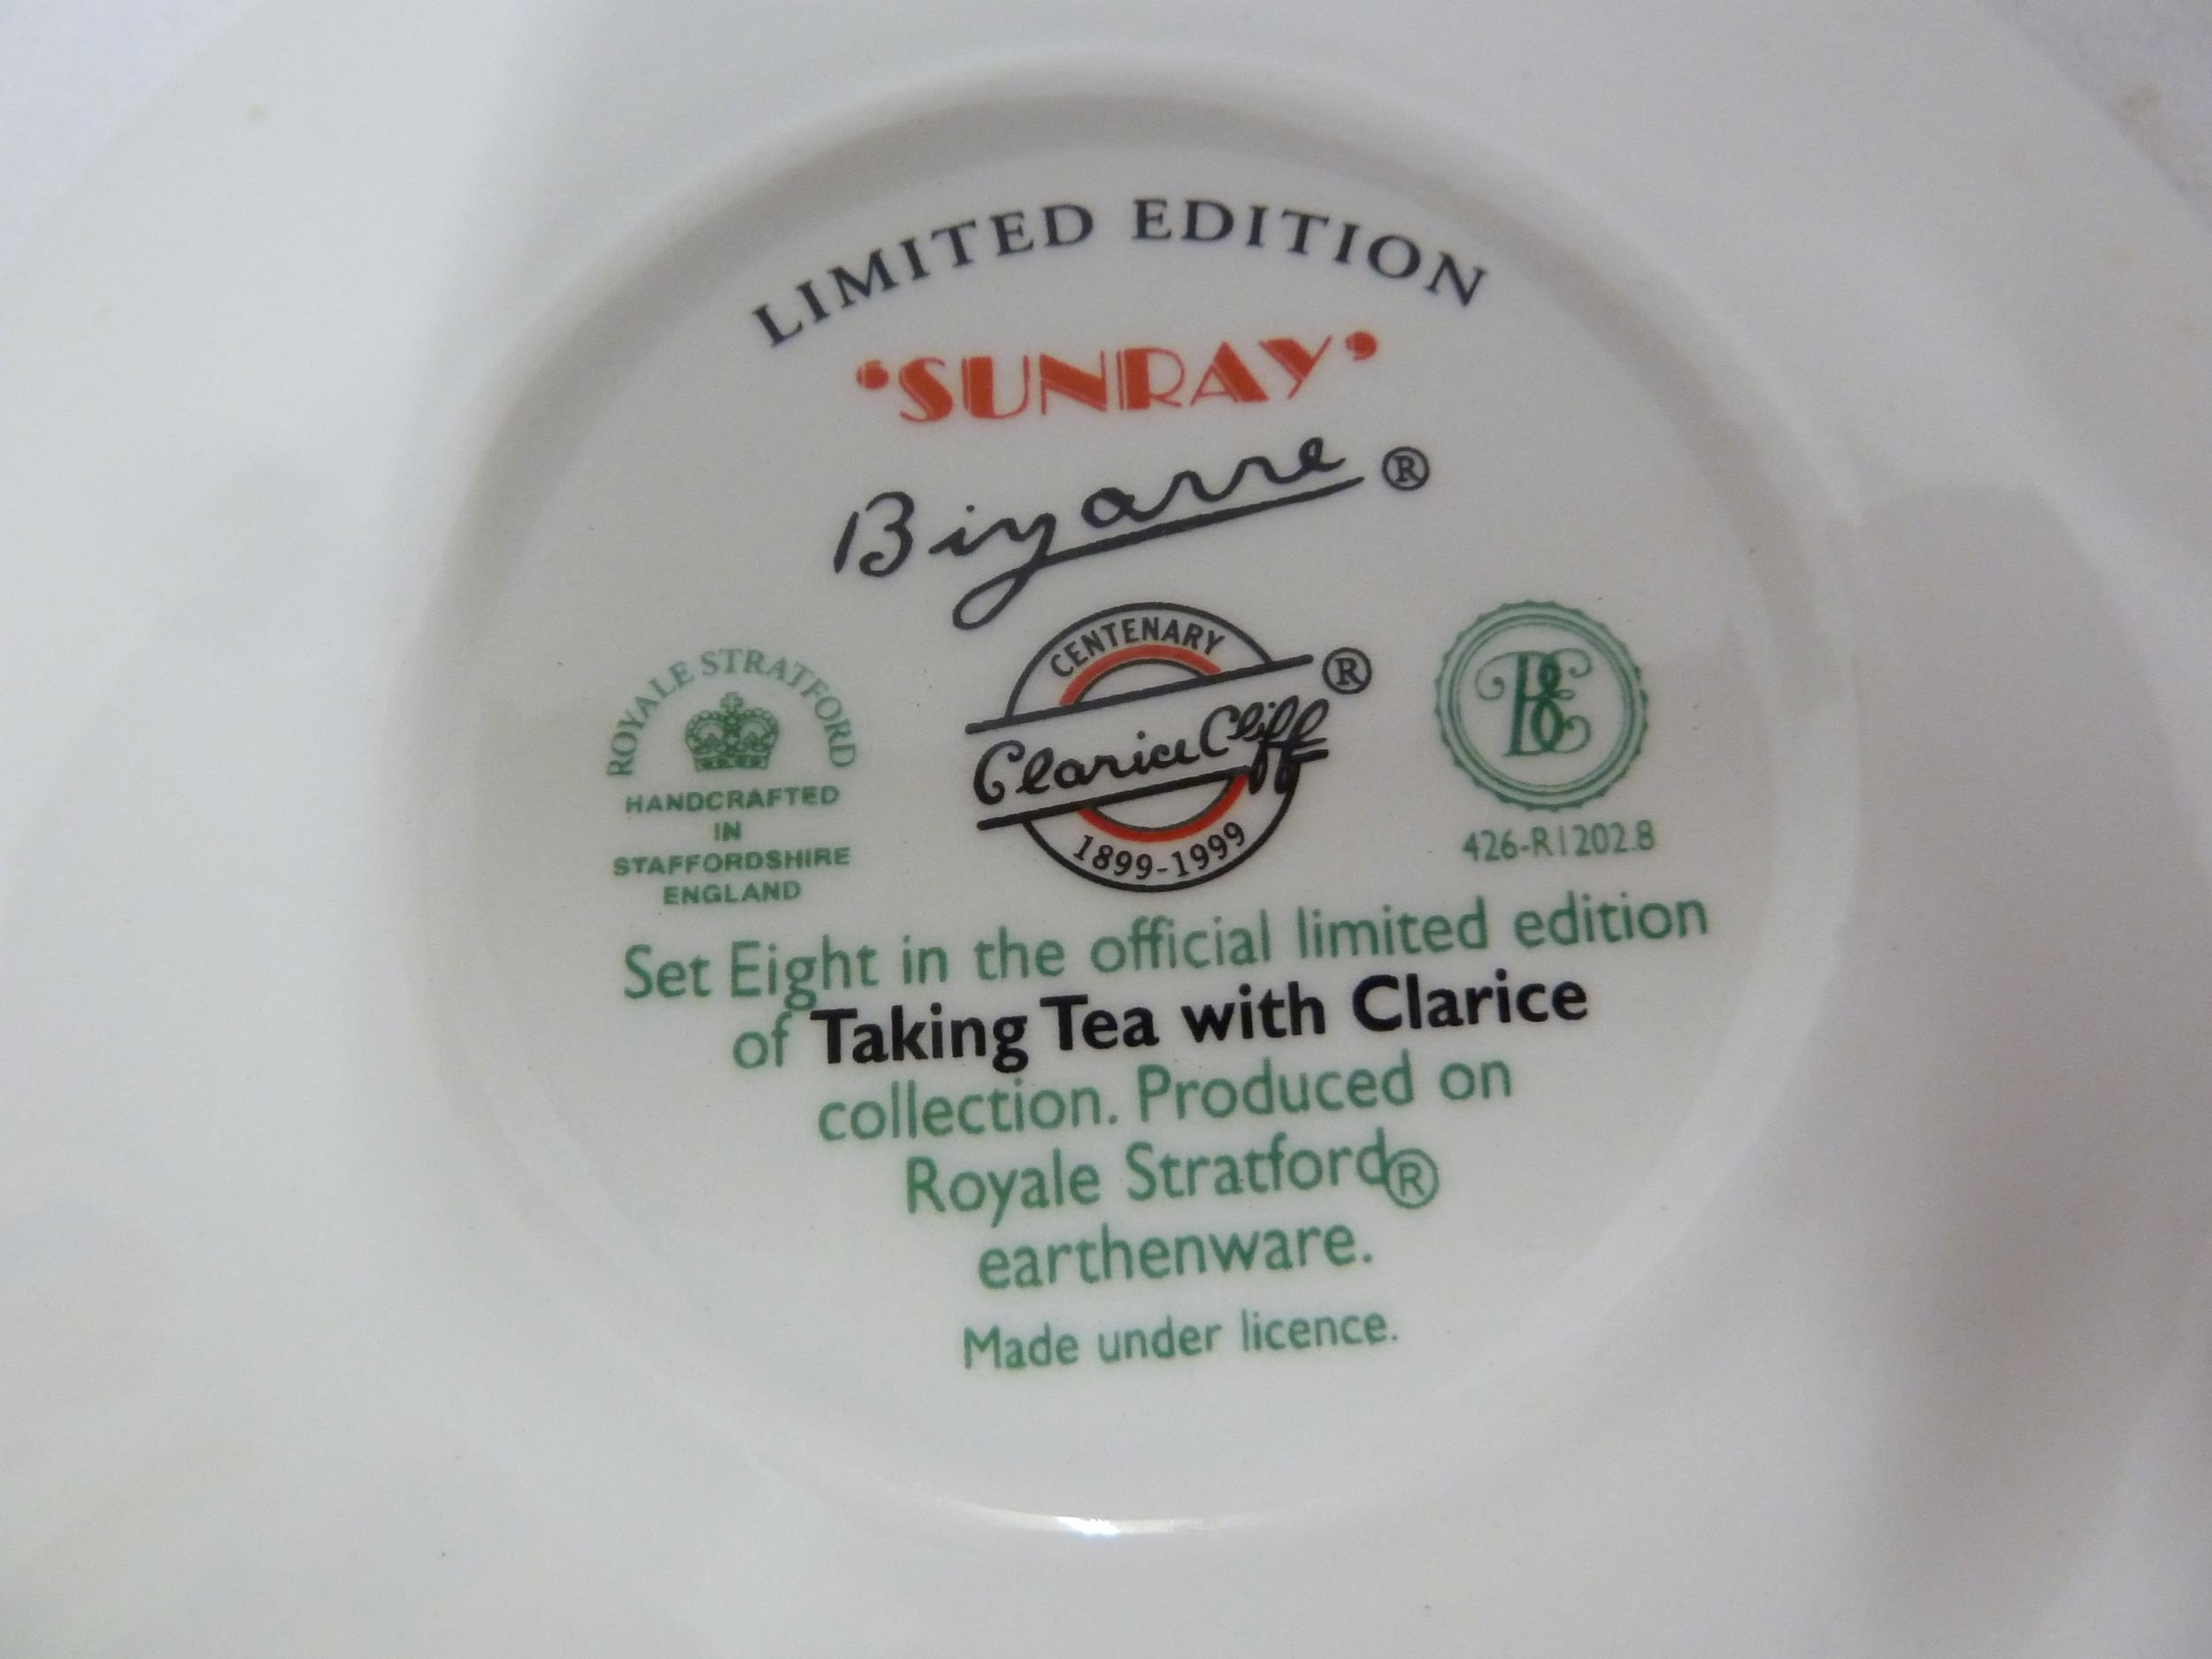 LIMITED EDITION
'SUNRAY'
Bizarre ®
ROYALE STRATFORD
HANDCRAFTED
IN
STAFFORDSHIRE
ENGLAND
CENTENARY
Clarice Cliff ®
1899-1999
BE
426-R1202.8
Set Eight in the official limited edition
of Taking Tea with Clarice
collection. Produced on
Royale Stratford®
earthenware.
Made under licence.